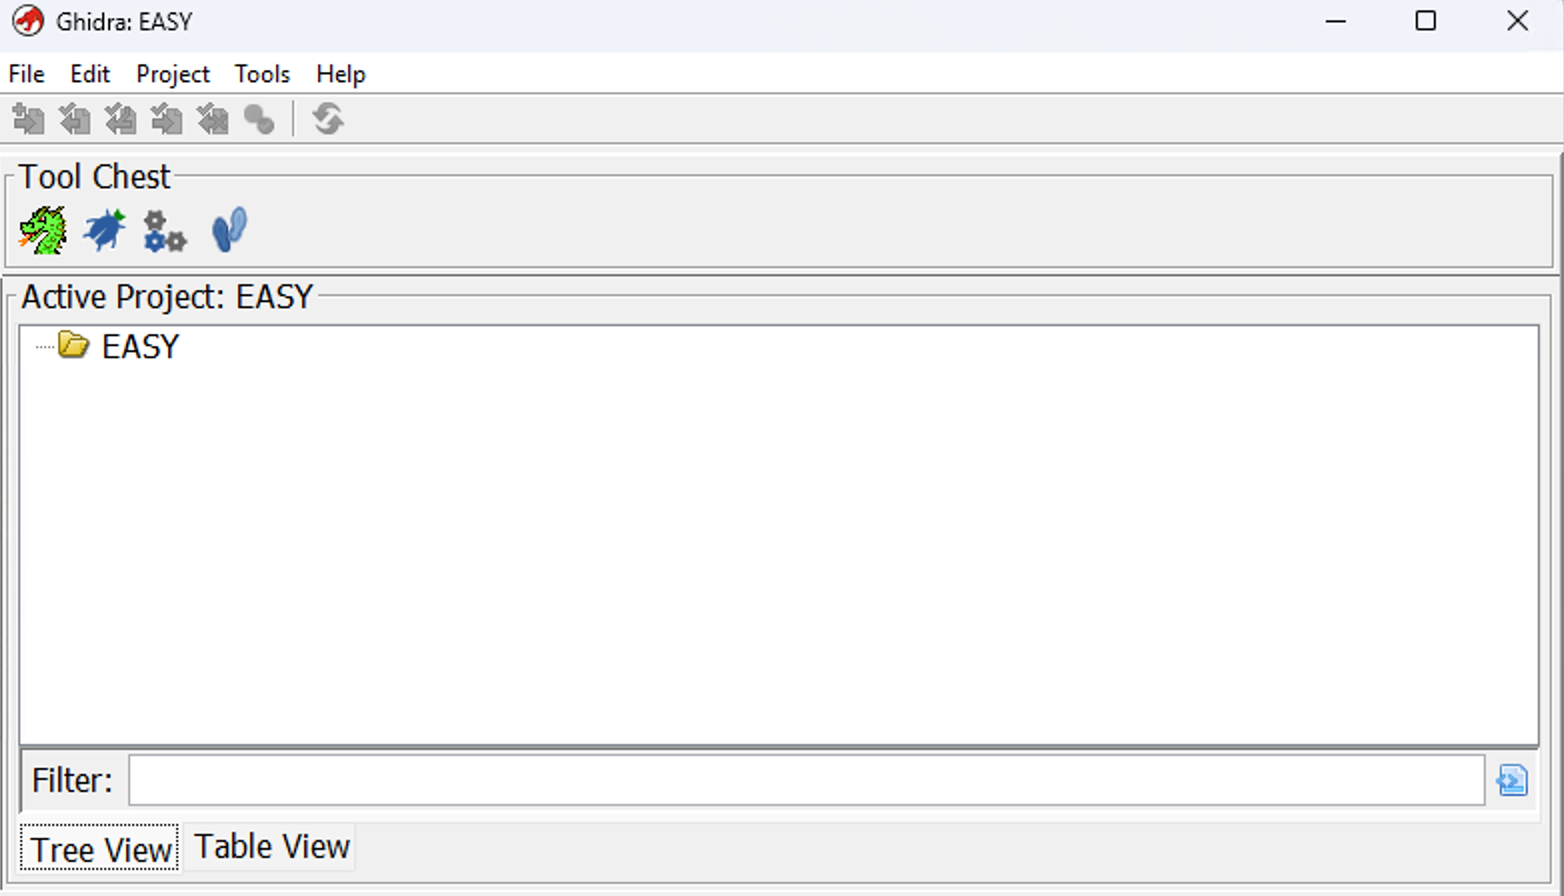 Ghidra: EASY
File Edit Project Tools Help
Tool Chest
Active Project: EASY
EASY
Filter:
Tree View Table View